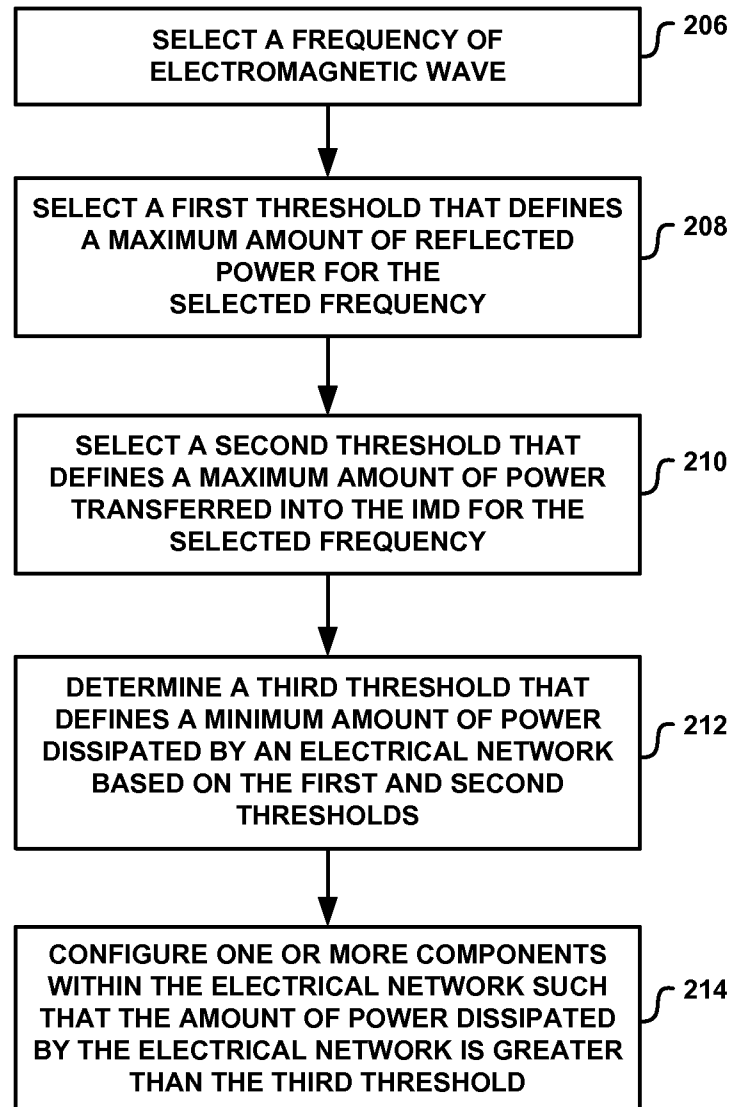 SELECT A FREQUENCY OF
ELECTROMAGNETIC WAVE
206
SELECT A FIRST THRESHOLD THAT DEFINES
A MAXIMUM AMOUNT OF REFLECTED
POWER FOR THE
SELECTED FREQUENCY
208
SELECT A SECOND THRESHOLD THAT
DEFINES A MAXIMUM AMOUNT OF POWER
TRANSFERRED INTO THE IMD FOR THE
SELECTED FREQUENCY
210
DETERMINE A THIRD THRESHOLD THAT
DEFINES A MINIMUM AMOUNT OF POWER
DISSIPATED BY AN ELECTRICAL NETWORK
BASED ON THE FIRST AND SECOND
THRESHOLDS
212
CONFIGURE ONE OR MORE COMPONENTS
WITHIN THE ELECTRICAL NETWORK SUCH
THAT THE AMOUNT OF POWER DISSIPATED
BY THE ELECTRICAL NETWORK IS GREATER
THAN THE THIRD THRESHOLD
214